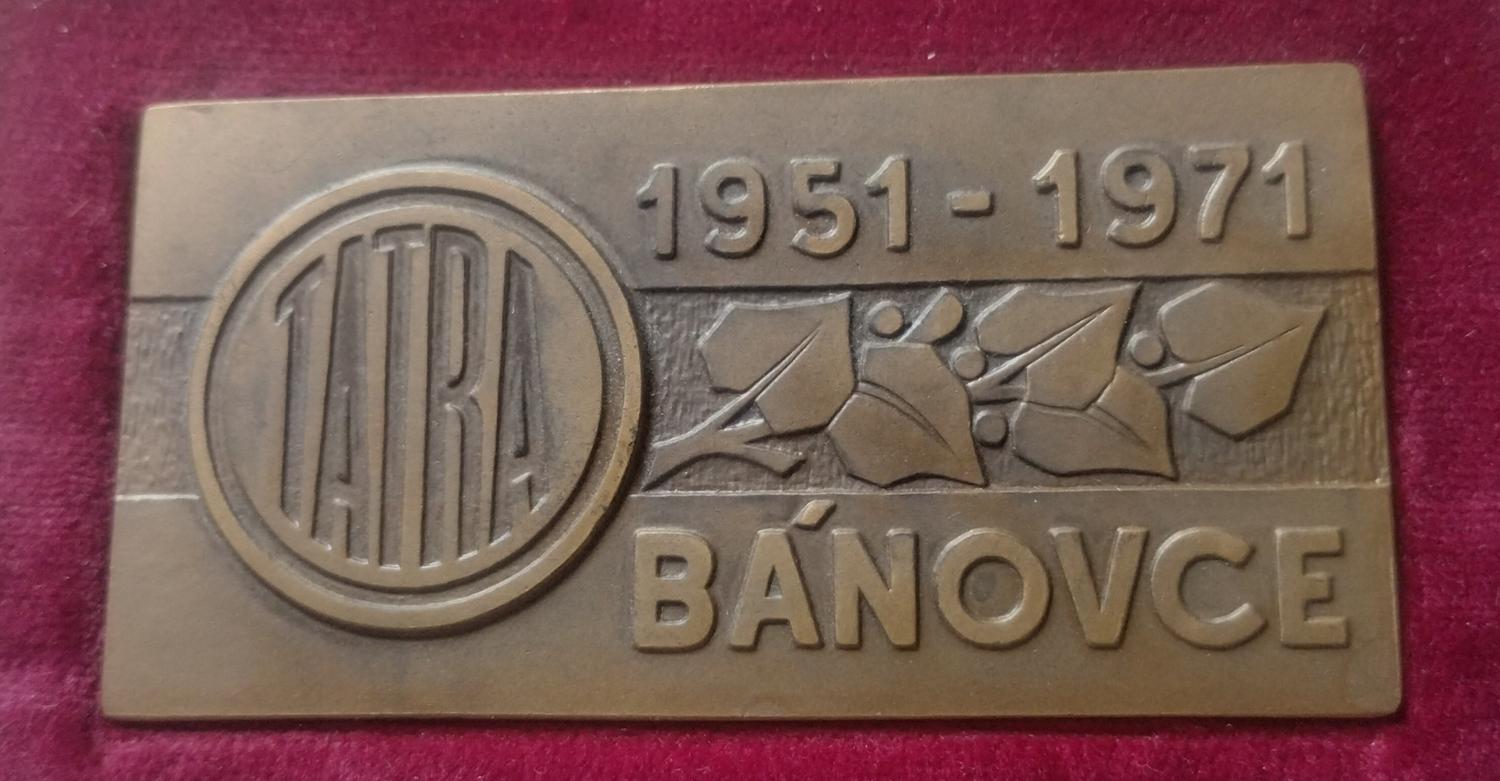 TATRA
1951 - 1971
BÁNOVCE